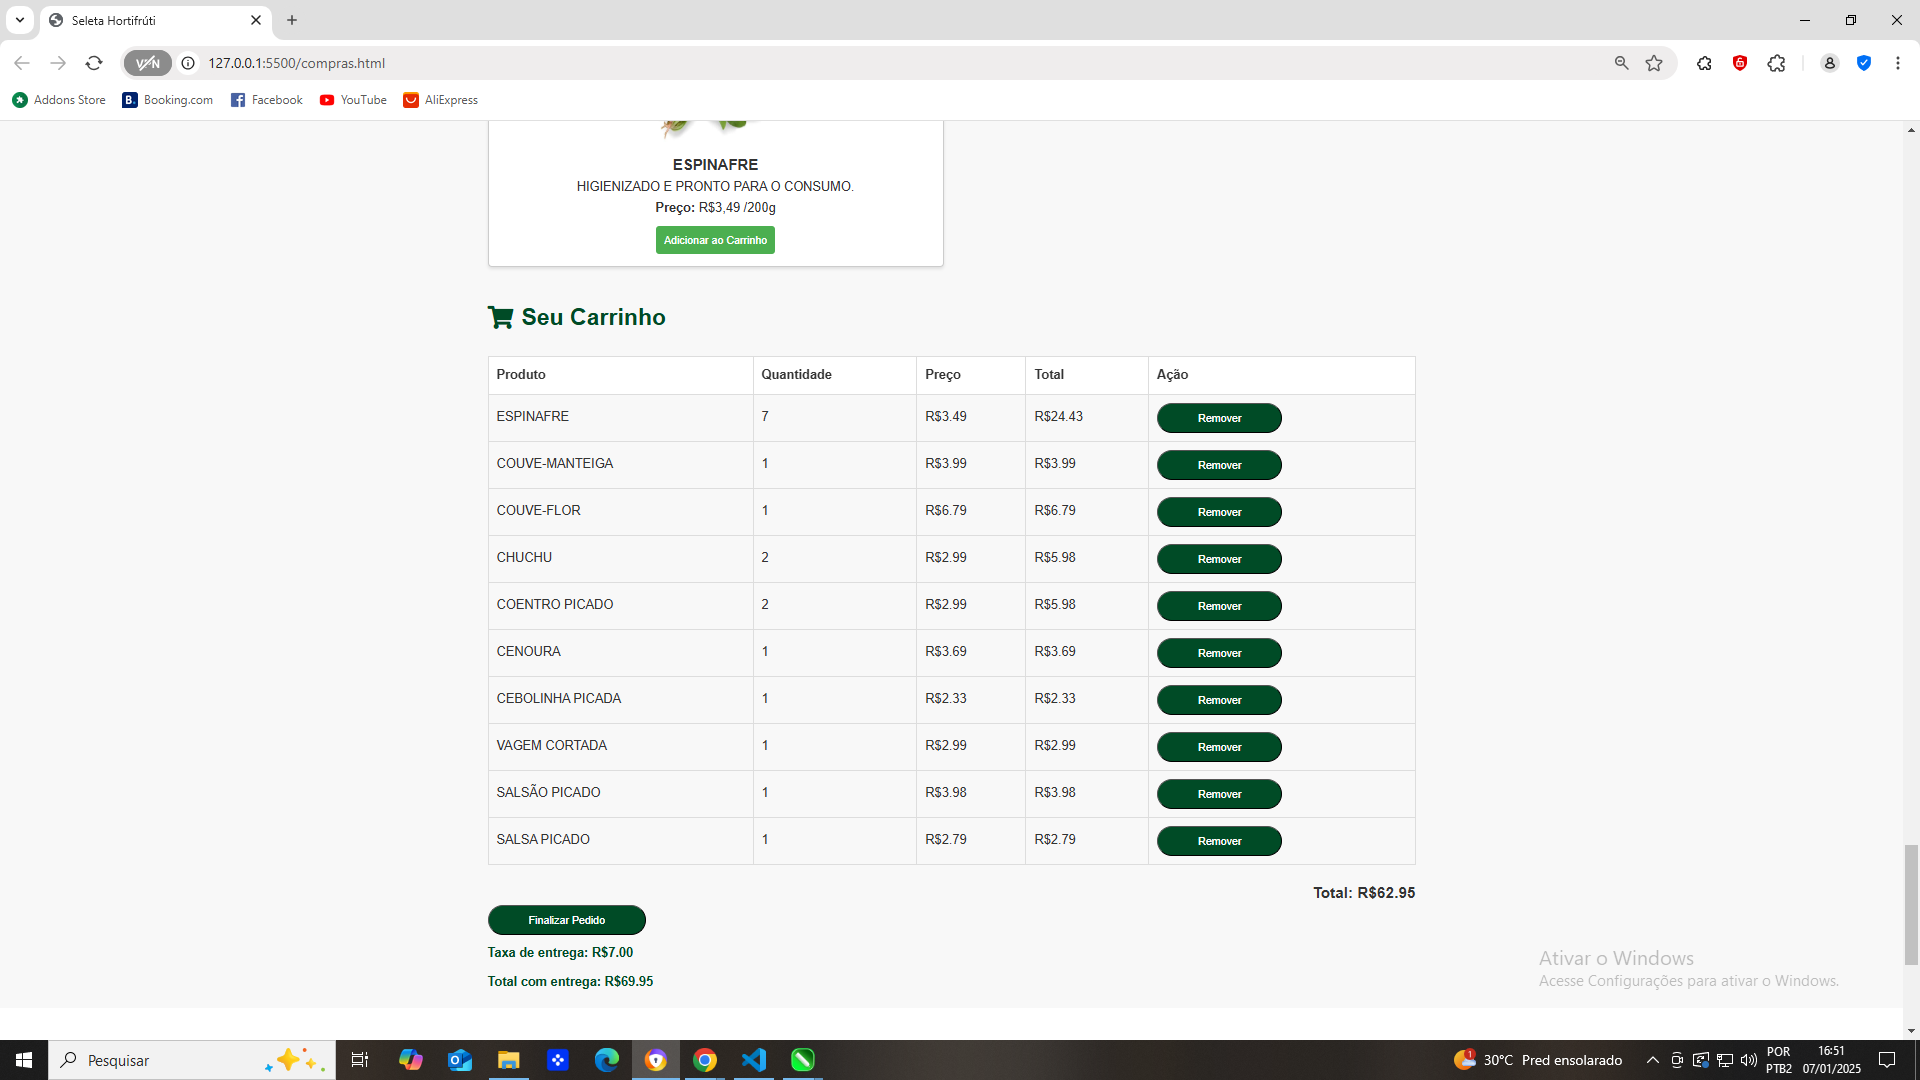 Seleta Hortifrúti
VPN
127.0.0.1:5500/compras.html
Addons Store
B. Booking.com
Facebook
YouTube
AliExpress
ESPINAFRE
HIGIENIZADO E PRONTO PARA O CONSUMO.
Preço: R$3,49 /200g
Adicionar ao Carrinho
Seu Carrinho
Produto Quantidade Preço Total Ação
ESPINAFRE 7 R$3.49 R$24.43 Remover
COUVE-MANTEIGA 1 R$3.99 R$3.99 Remover
COUVE-FLOR 1 R$6.79 R$6.79 Remover
CHUCHU 2 R$2.99 R$5.98 Remover
COENTRO PICADO 2 R$2.99 R$5.98 Remover
CENOURA 1 R$3.69 R$3.69 Remover
CEBOLINHA PICADA 1 R$2.33 R$2.33 Remover
VAGEM CORTADA 1 R$2.99 R$2.99 Remover
SALSÃO PICADO 1 R$3.98 R$3.98 Remover
SALSA PICADO 1 R$2.79 R$2.79 Remover
Total: R$62.95
Finalizar Pedido
Taxa de entrega: R$7.00
Total com entrega: R$69.95
Ativar o Windows
Acesse Configurações para ativar o Windows.
Pesquisar
1
30°C Pred ensolarado
POR
PTB2
16:51
07/01/2025